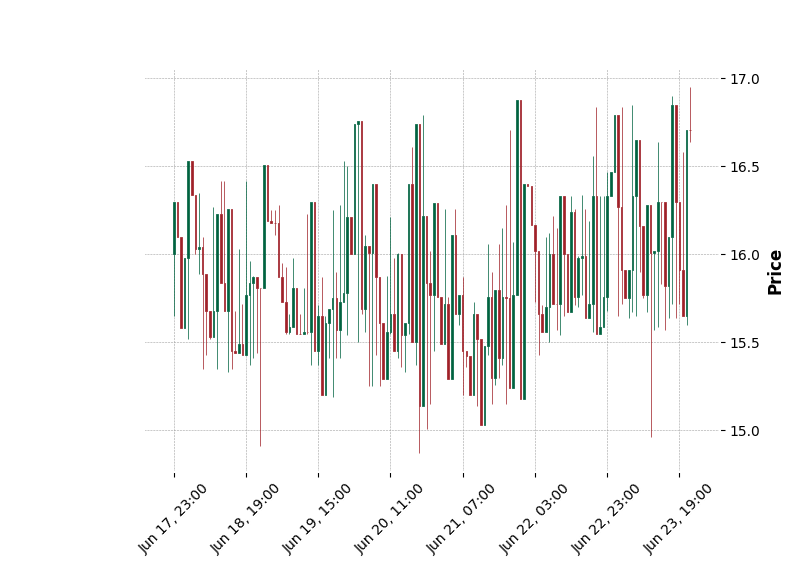 17.0
16.5
16.0
15.5
15.0
Price
Jun 17, 23:00
Jun 18, 19:00
Jun 19, 15:00
Jun 20, 11:00
Jun 21, 07:00
Jun 22, 03:00
Jun 22, 23:00
Jun 23, 19:00